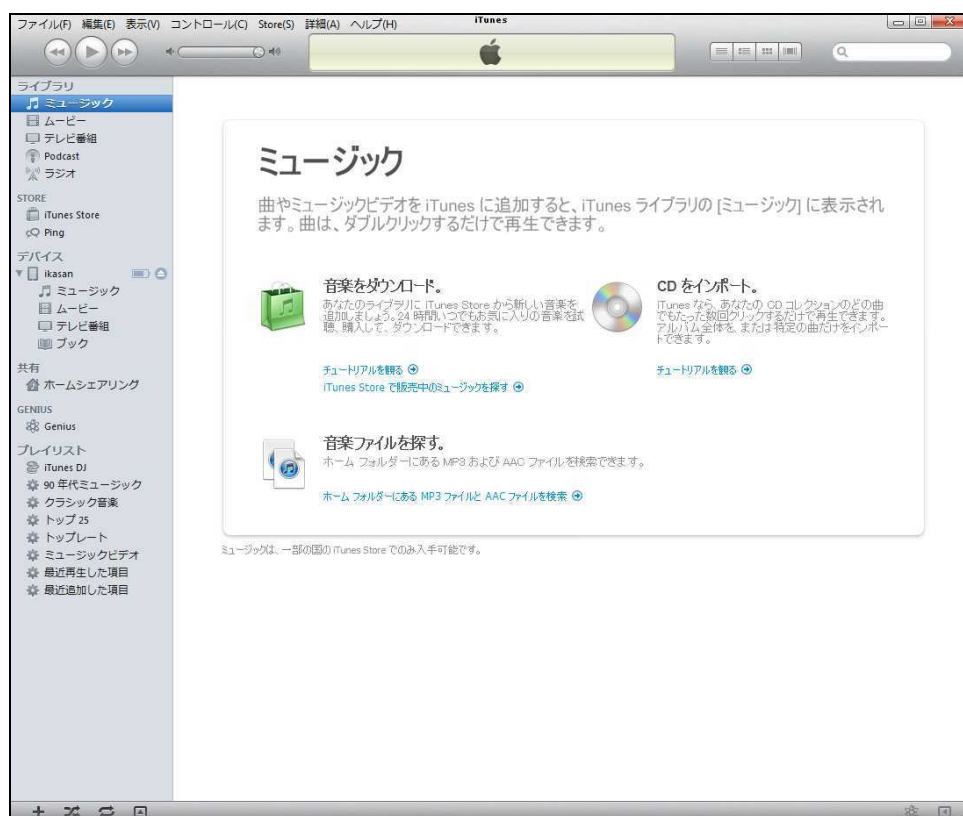 ファイル(F) 編集(E) 表示(V) コントロール(C) Store(S) 詳細(A) ヘルプ(H)
iTunes
ライブラリ
ミュージック
ムービー
テレビ番組
Podcast
ラジオ
STORE
iTunes Store
Ping
デバイス
ikasan
ミュージック
ムービー
テレビ番組
ブック
共有
ホームシェアリング
GENIUS
Genius
プレイリスト
iTunes DJ
90 年代ミュージック
クラシック音楽
トップ 25
トップレート
ミュージックビデオ
最近再生した項目
最近追加した項目
ミュージック
曲やミュージックビデオを iTunes に追加すると、iTunes ライブラリの [ミュージック] に表示され
ます。曲は、ダブルクリックするだけで再生できます。
音楽をダウンロード。
あなたのライブラリに iTunes Store から新しい音楽を
追加しましょう。24 時間いつでもお気に入りの音楽を試
聴、購入して、ダウンロードできます。
チュートリアルを観る
iTunes Store で販売中のミュージックを探す
CD をインポート。
iTunes なら、あなたの CD コレクションのどの曲
でもたった数回クリックするだけで再生できます。
アルバム全体を、または特定の曲だけをインポー
トできます。
チュートリアルを観る
音楽ファイルを探す。
ホーム フォルダーにある MP3 および AAC ファイルを検索できます。
ホーム フォルダーにある MP3 ファイルと AAC ファイルを検索
ミュージックは、一部の国の iTunes Store でのみ入手可能です。